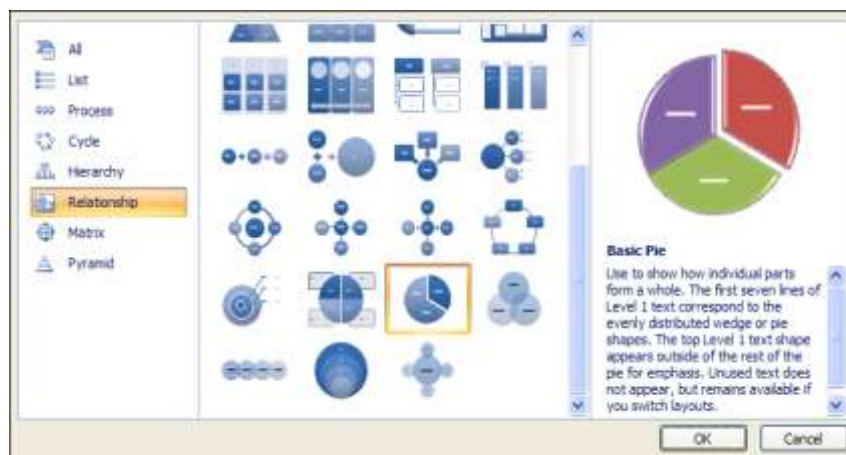 All
List
Process
Cycle
Hierarchy
Relationship
Matrix
Pyramid
Basic Pie
Use to show how individual parts
form a whole. The first seven lines of
Level 1 text correspond to the
evenly distributed wedge or pie
shapes. The top Level 1 text shape
appears outside of the rest of the
pie for emphasis. Unused text does
not appear, but remains available if
you switch layouts.
OK
Cancel